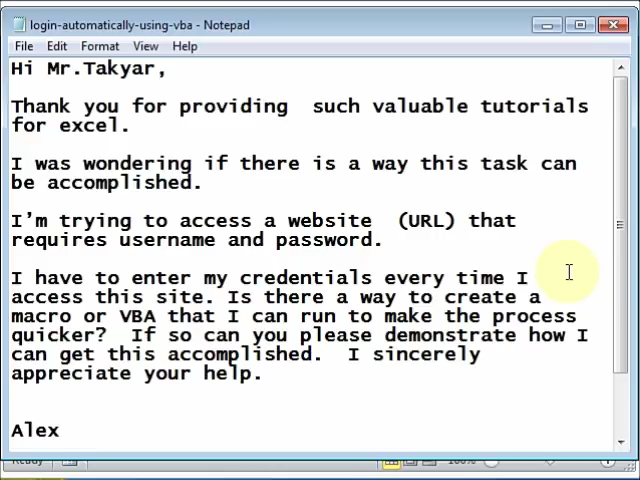 login-automatically-using-vba - Notepad
File Edit Format View Help
Hi Mr.Takyar,
Thank you for providing  such valuable tutorials
for excel.
I was wondering if there is a way this task can
be accomplished.
I'm trying to access a website  (URL) that
requires username and password.
I have to enter my credentials every time I
access this site. Is there a way to create a
macro or VBA that I can run to make the process
quicker?  If so can you please demonstrate how I
can get this accomplished.  I sincerely
appreciate your help.
Alex
Ready 100%